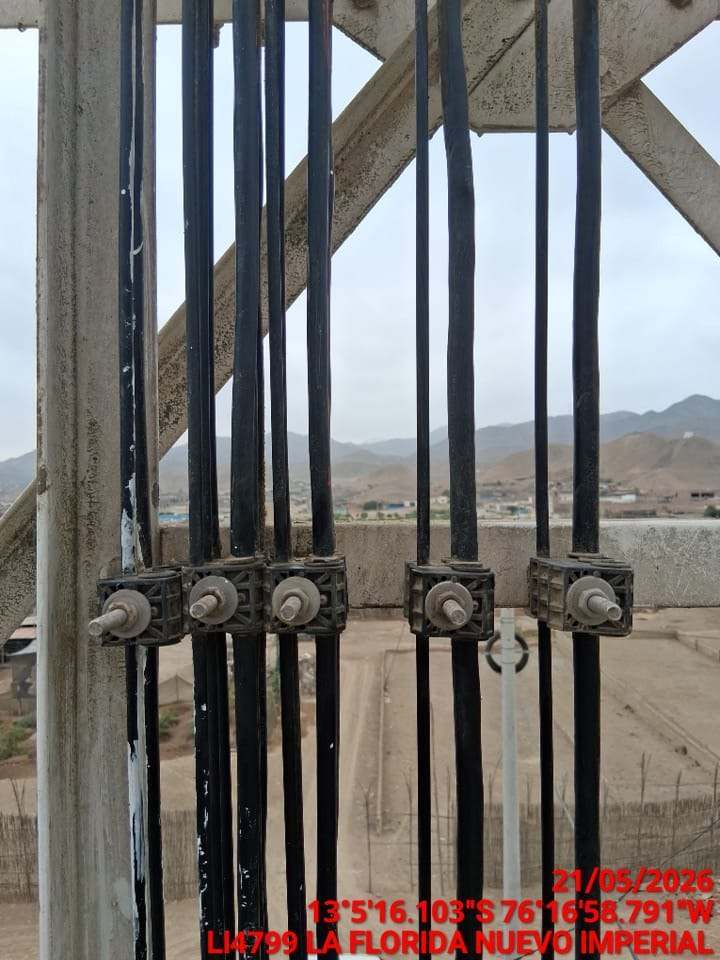 21/05/2026
13°5'16.103"S 76°16'58.791"W
LI4799 LA FLORIDA NUEVO IMPERIAL